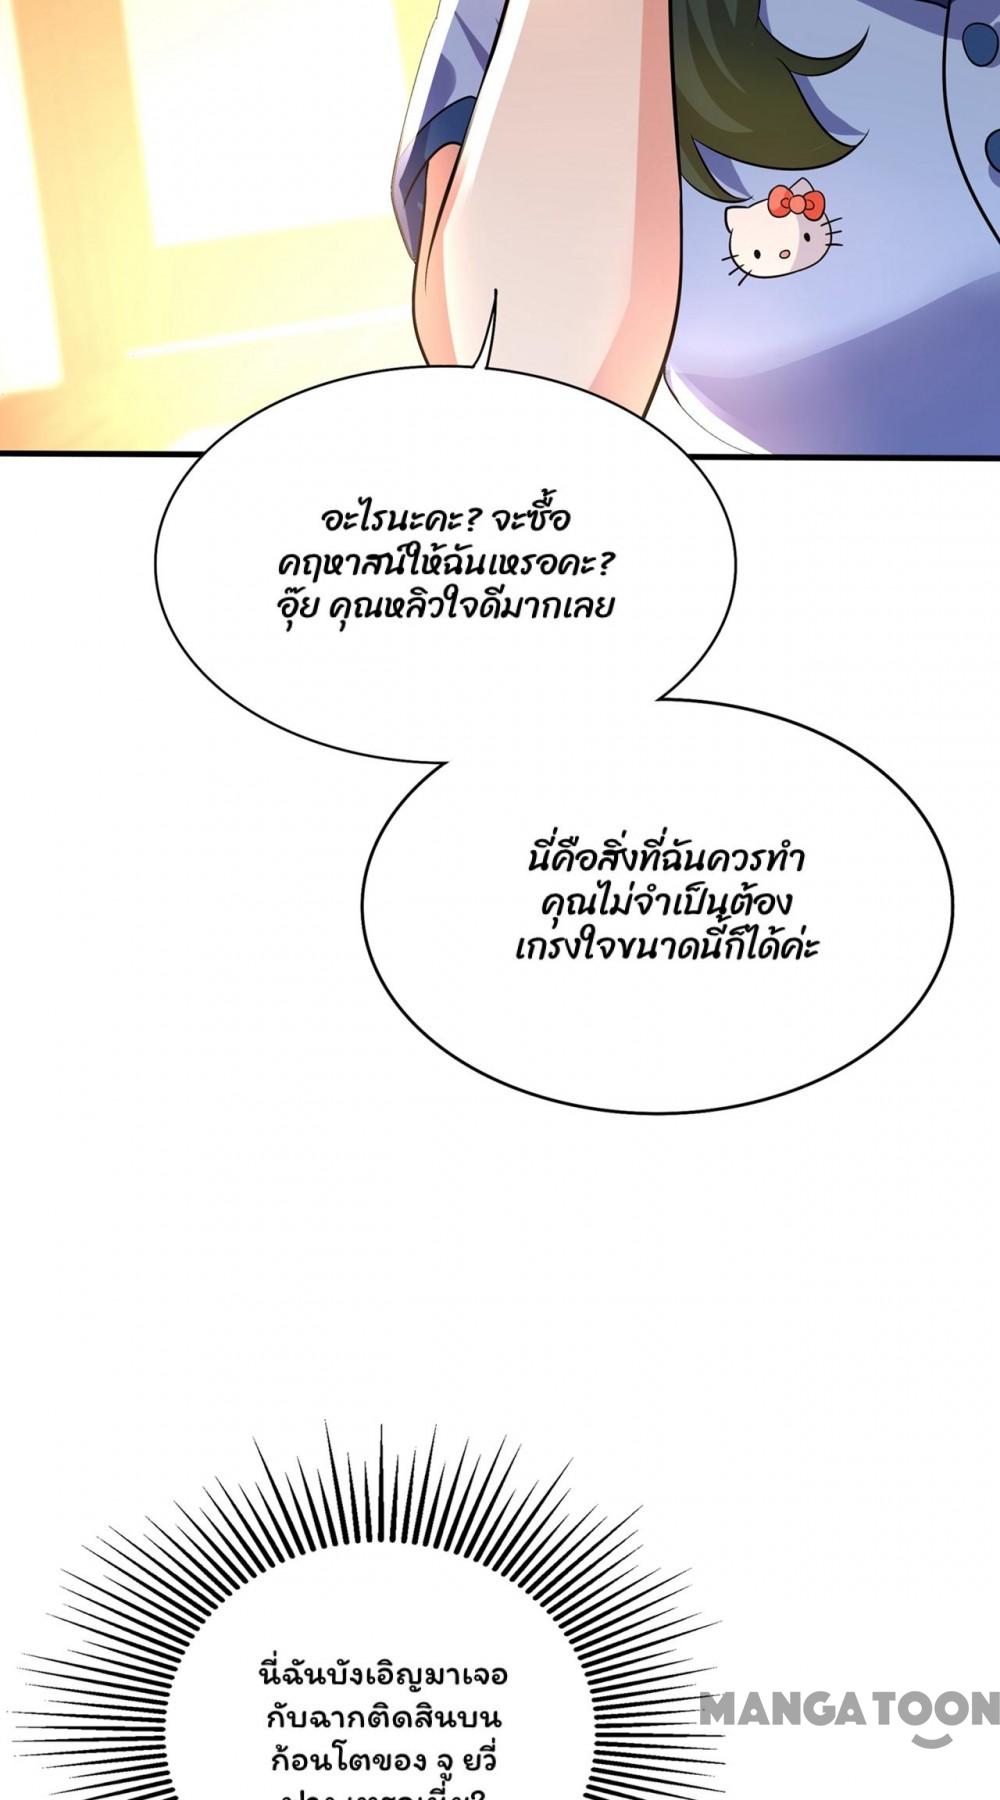 อะไรนะคะ? จะซื้อ
คฤหาสน์ให้ฉันเหรอคะ?
อุ๊ย คุณหลิวใจดีมากเลย
นี่คือสิ่งที่ฉันควรทำ
คุณไม่จำเป็นต้อง
เกรงใจขนาดนี้ก็ได้ค่ะ
นี่ฉันบังเอิญมาเจอ
กับฉากติดสินบน
ก้อนโตของ จู ยวี่
MANGATOON